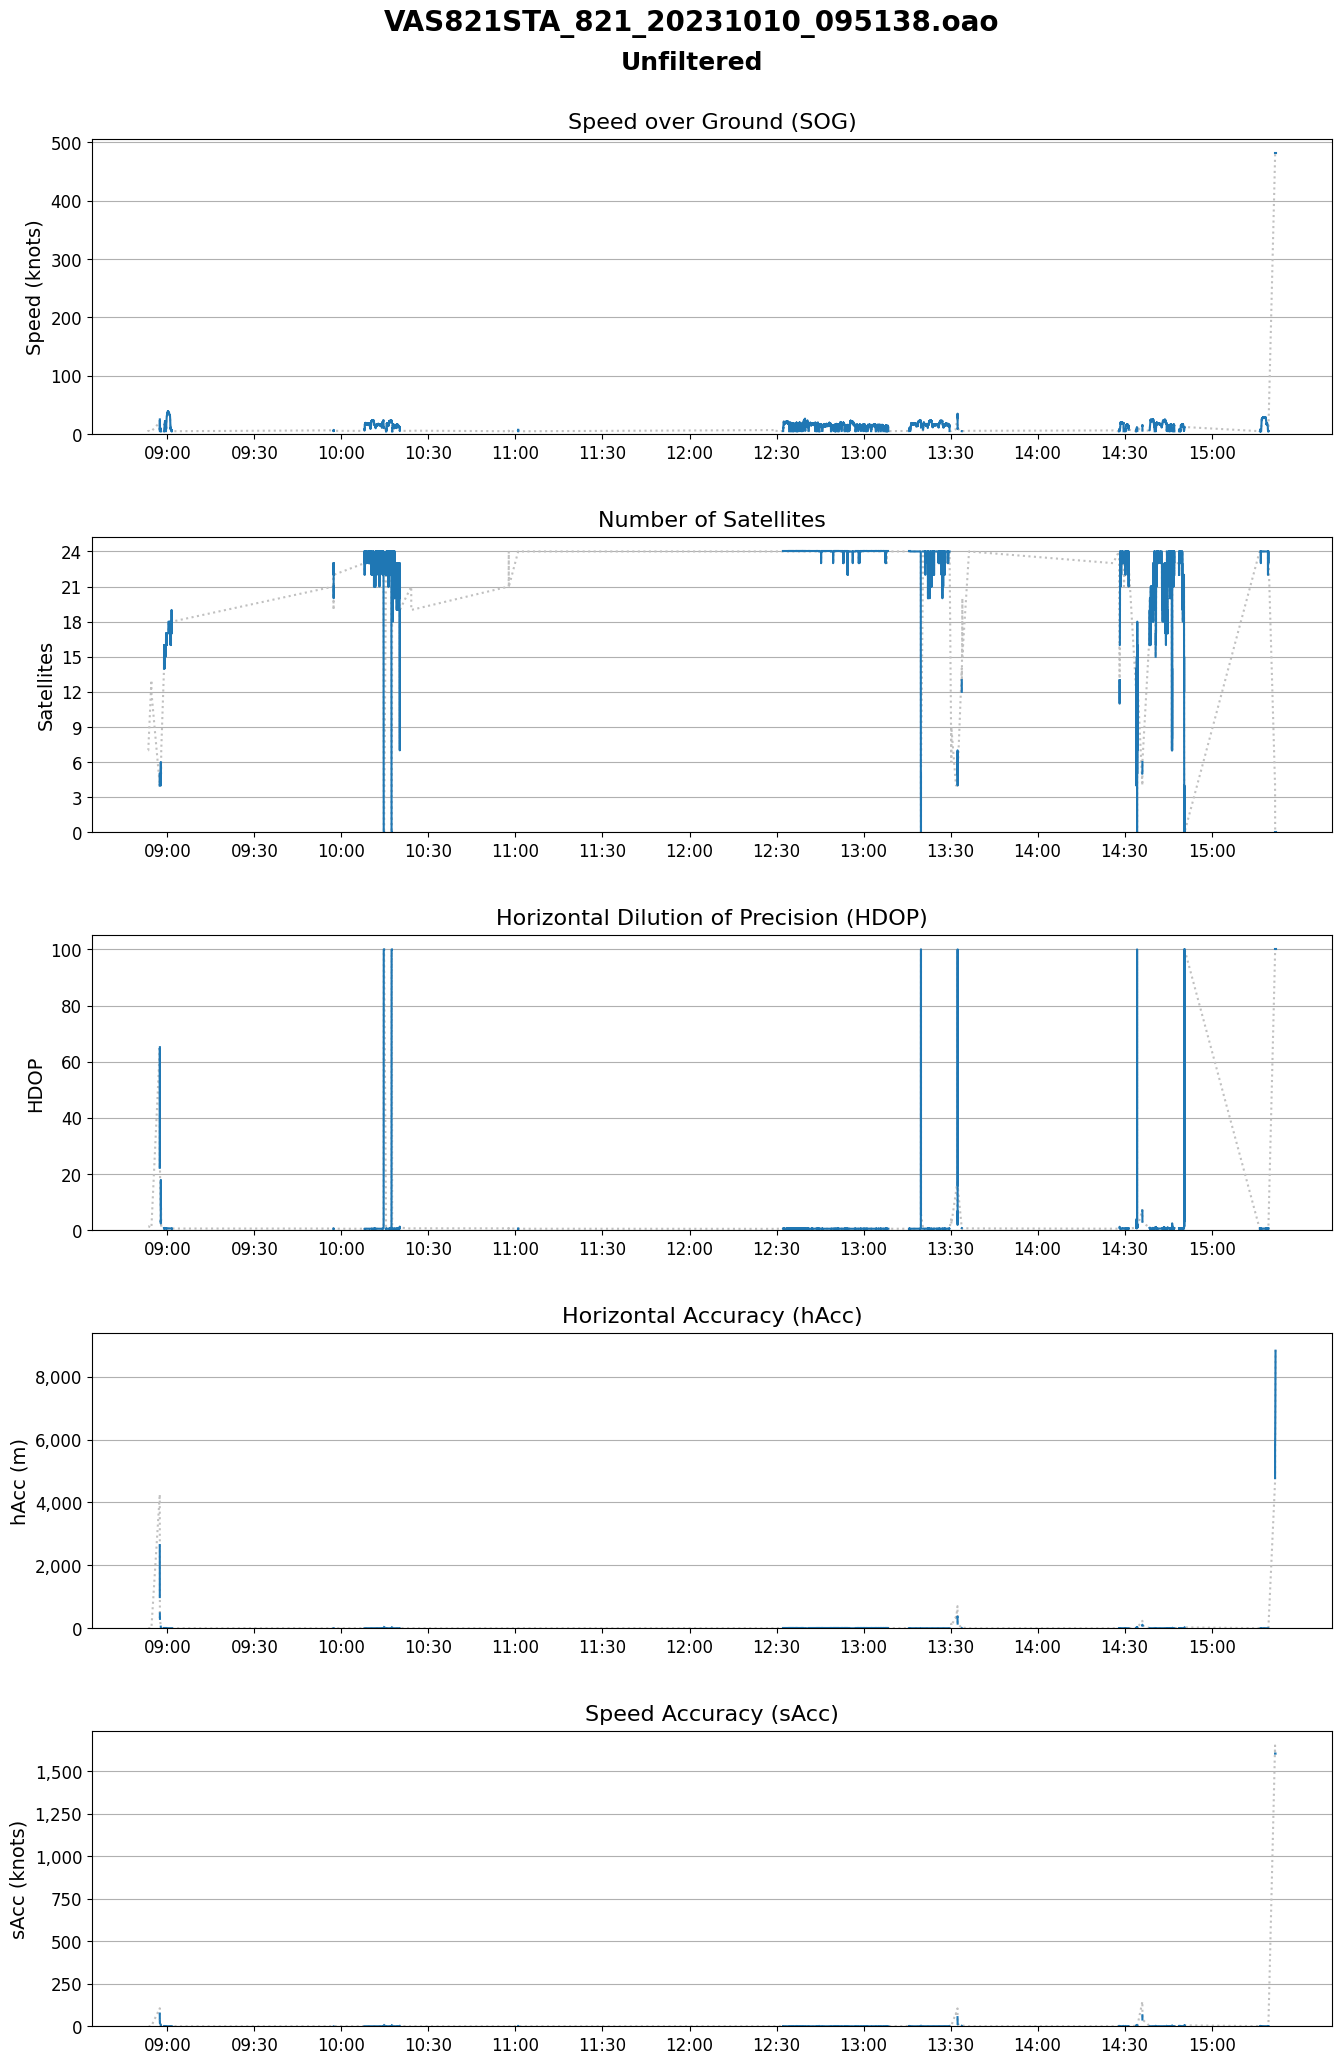 VAS821STA_821_20231010_095138.oao
Unfiltered
Speed over Ground (SOG)
Speed (knots)
500
400
300
200
100
0
09:00 09:30 10:00 10:30 11:00 11:30 12:00 12:30 13:00 13:30 14:00 14:30 15:00
Number of Satellites
Satellites
24
21
18
15
12
9
6
3
0
09:00 09:30 10:00 10:30 11:00 11:30 12:00 12:30 13:00 13:30 14:00 14:30 15:00
Horizontal Dilution of Precision (HDOP)
HDOP
100
80
60
40
20
0
09:00 09:30 10:00 10:30 11:00 11:30 12:00 12:30 13:00 13:30 14:00 14:30 15:00
Horizontal Accuracy (hAcc)
hAcc (m)
8,000
6,000
4,000
2,000
0
09:00 09:30 10:00 10:30 11:00 11:30 12:00 12:30 13:00 13:30 14:00 14:30 15:00
Speed Accuracy (sAcc)
sAcc (knots)
1,500
1,250
1,000
750
500
250
0
09:00 09:30 10:00 10:30 11:00 11:30 12:00 12:30 13:00 13:30 14:00 14:30 15:00